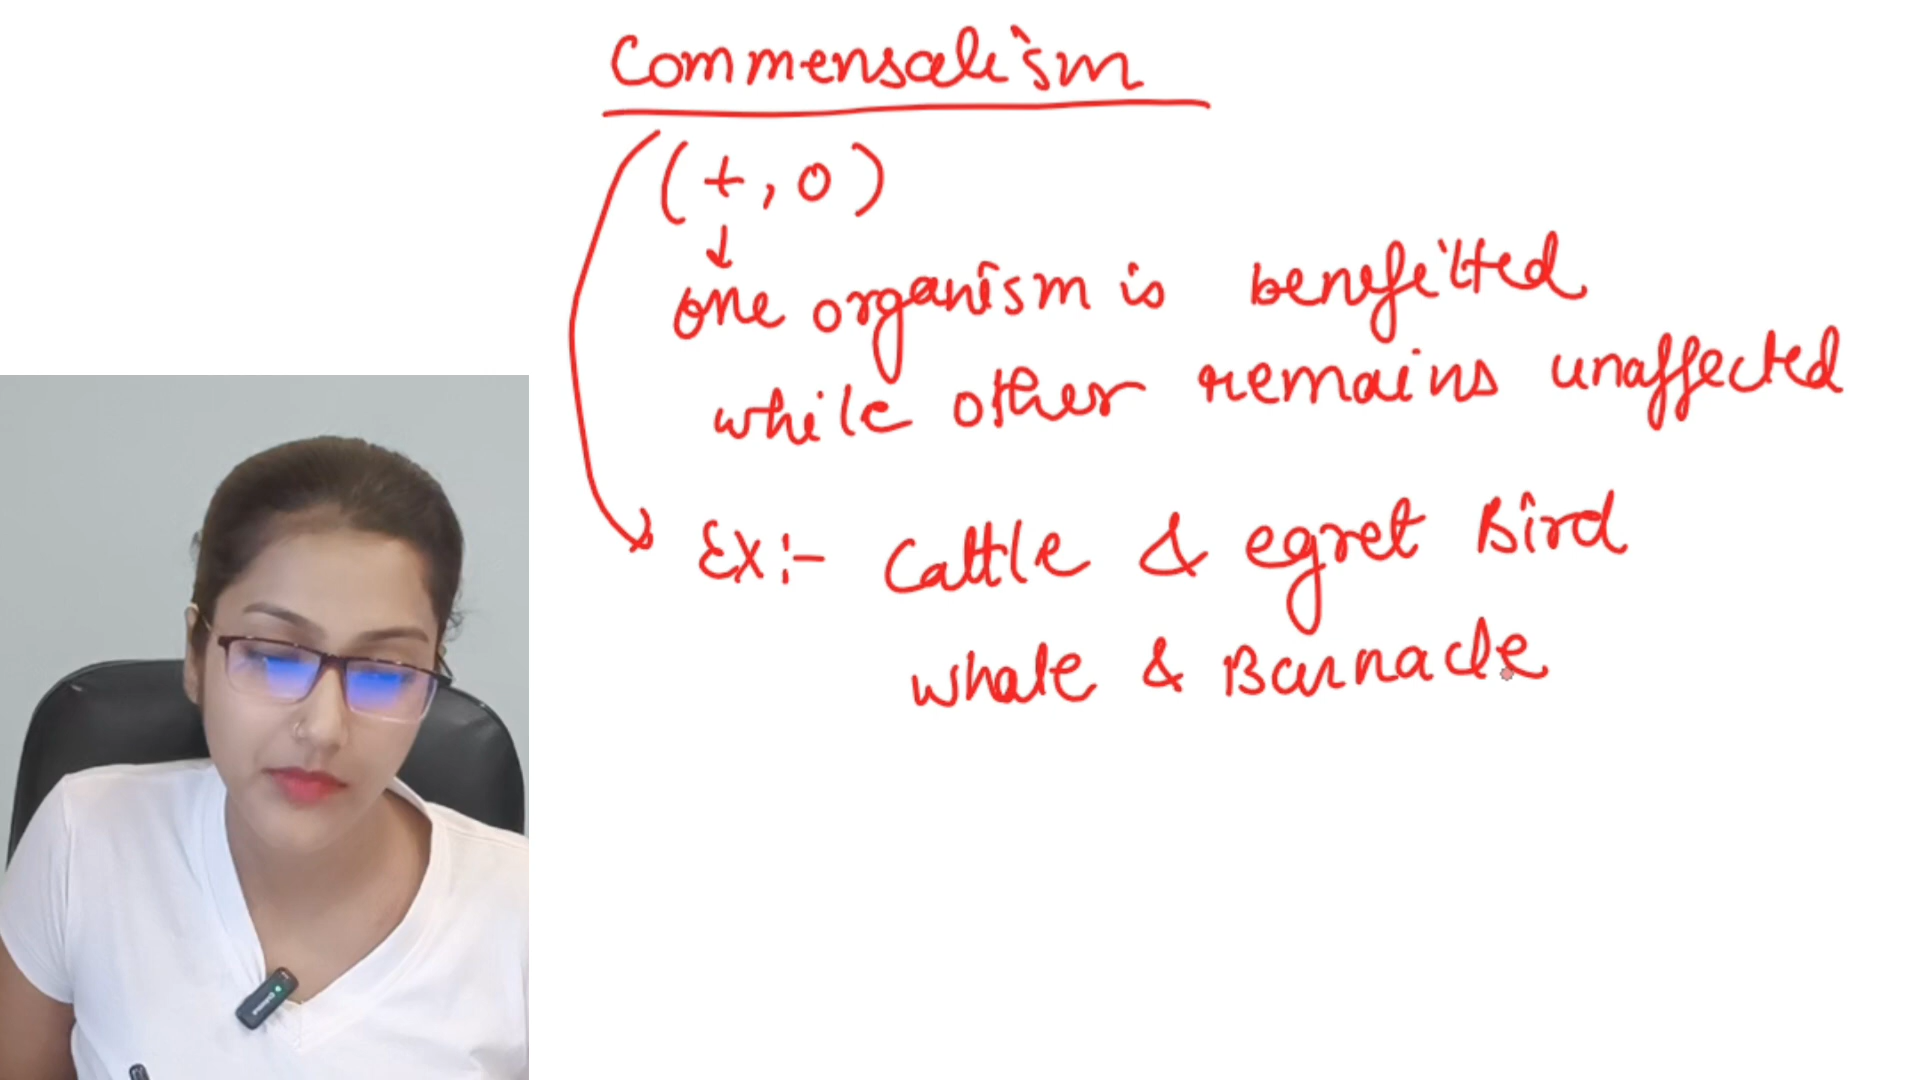 Commensalism
(+, 0)
↓
one organism is benefitted
while other remains unaffected
Ex:- Cattle & egret Bird
whale & Barnacle